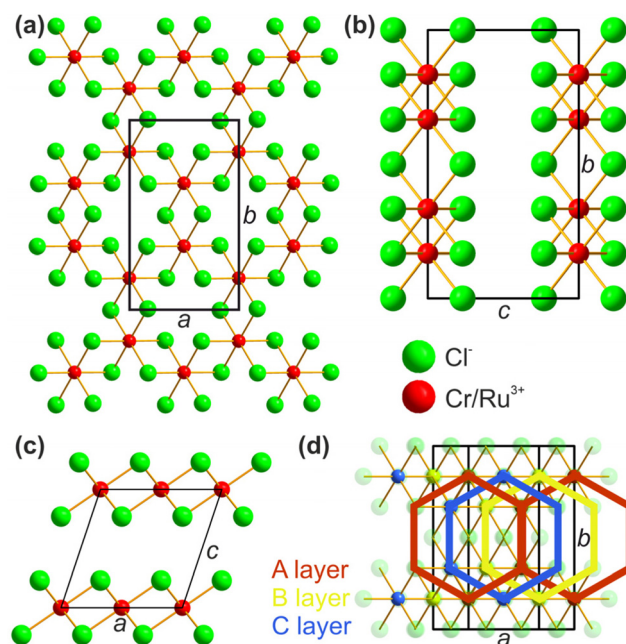 (a)
b
a
(b)
b
c
Cl⁻
Cr/Ru³⁺
(c)
c
a
(d)
A layer
B layer
C layer
b
a